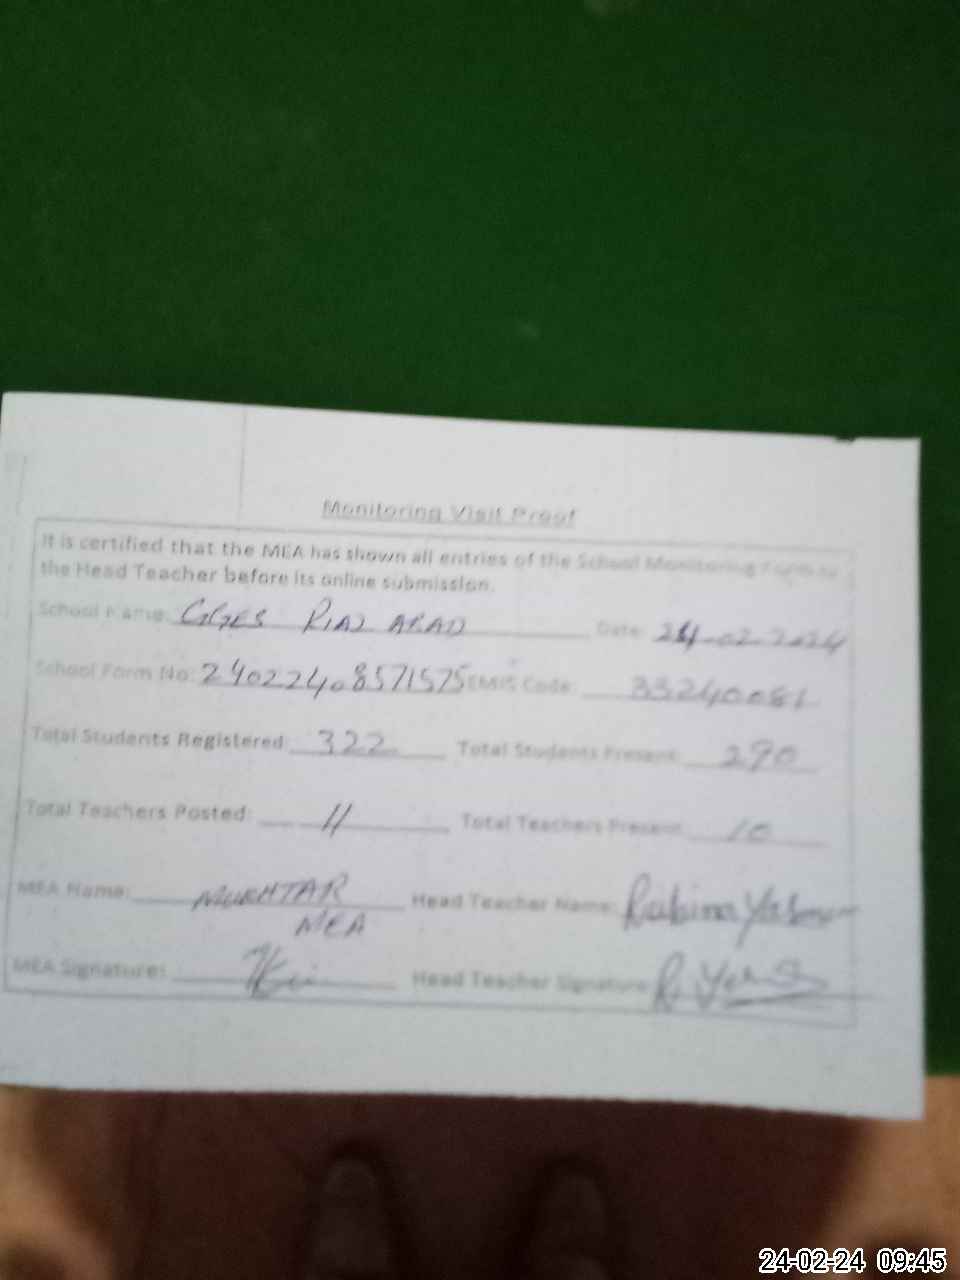 Monitoring Visit Proof
It is certified that the MEA has shown all entries of the School Monitoring Form to
the Head Teacher before its online submission.
School Name: GGES RIAZ ABAD Date: 24-02-2024
School Form No: 24022408571575 EMIS Code: 33240081
Total Students Registered: 322 Total Students Present: 290
Total Teachers Posted: 11 Total Teachers Present: 10
MEA Name: MUKHTAR Head Teacher Name: Rubina Yasmeen
MEA
MEA Signature: Head Teacher Signature:
24-02-24 09:45